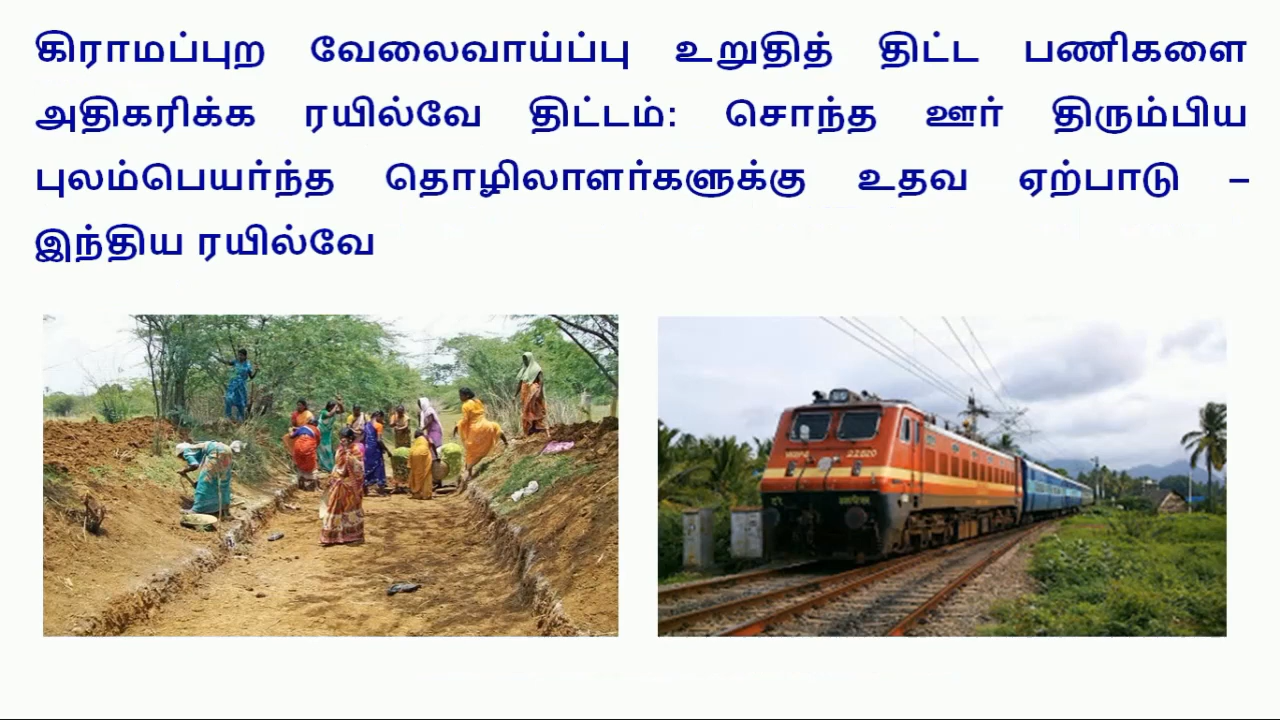 கிராமப்புற வேலைவாய்ப்பு உறுதித் திட்ட பணிகளை
அதிகரிக்க ரயில்வே திட்டம்: சொந்த ஊர் திரும்பிய
புலம்பெயர்ந்த தொழிலாளர்களுக்கு உதவ ஏற்பாடு –
இந்திய ரயில்வே